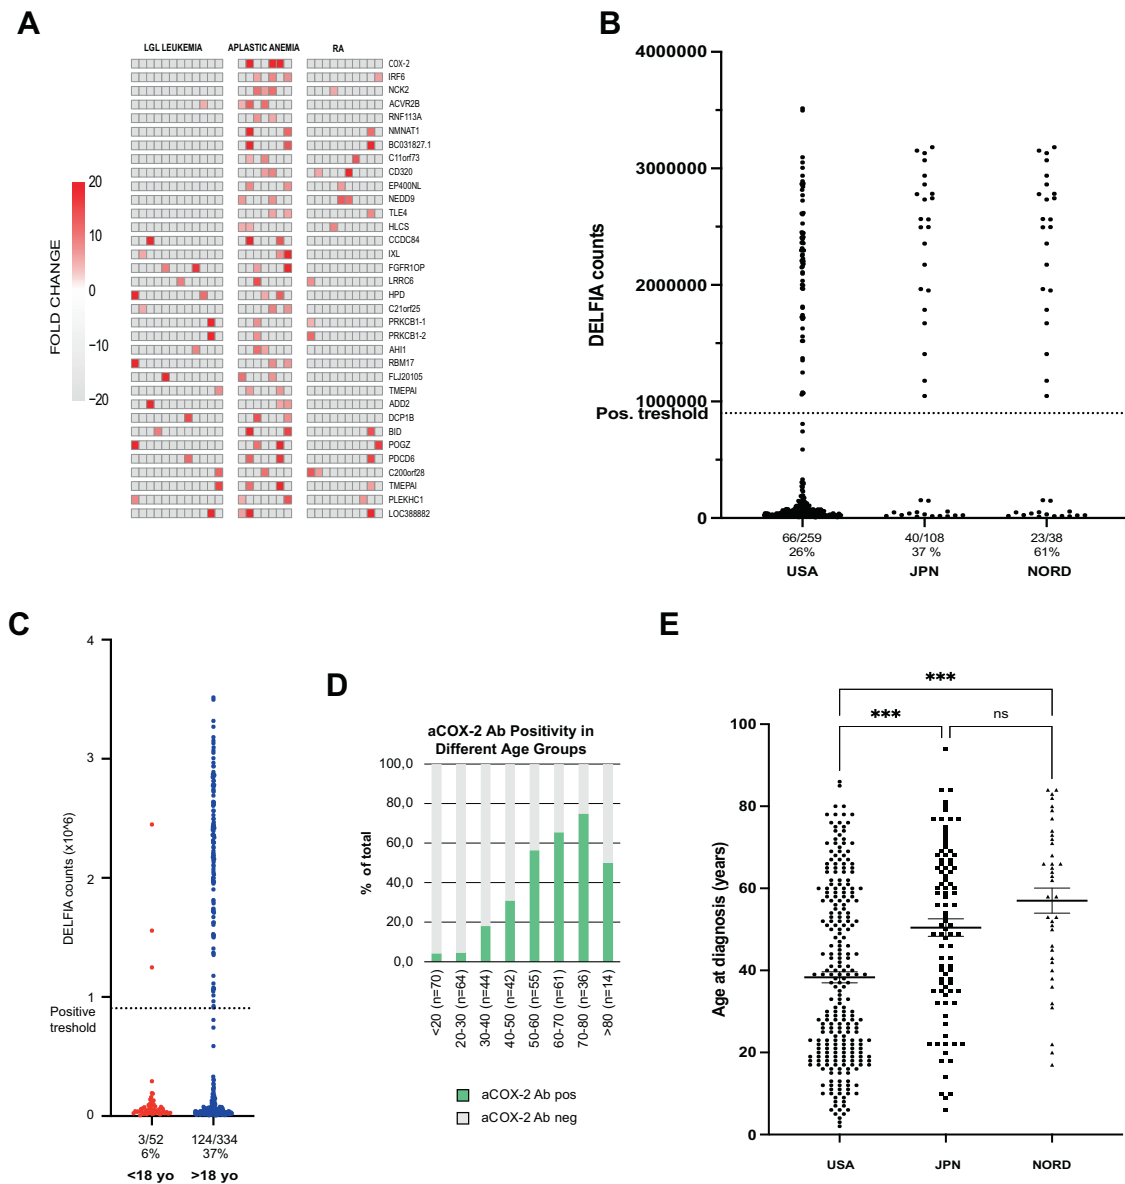 A
LGL LEUKEMIA
APLASTIC ANEMIA
RA
COX-2
IRF6
NCK2
ACVR2B
RNF113A
NMNAT1
BC031827.1
C11orf73
CD320
EP400NL
NEDD9
TLE4
HLCS
CCDC84
IXL
FGFR1OP
LRRC6
HPD
C21orf25
PRKCB1-1
PRKCB1-2
AHI1
RBM17
FLJ20105
TMEPAI
ADD2
DCP1B
BID
POGZ
PDCD6
C20orf28
TMEPAI
PLEKHC1
LOC388882
FOLD CHANGE
20
10
0
−10
−20
B
DELFIA counts
4000000
3000000
2000000
1000000
0
Pos. treshold
66/259
26%
USA
40/108
37 %
JPN
23/38
61%
NORD
C
DELFIA counts (x10^6)
4
3
2
1
0
Positive
treshold
3/52
6%
<18 yo
124/334
37%
>18 yo
D
aCOX-2 Ab Positivity in
Different Age Groups
% of total
100,0
80,0
60,0
40,0
20,0
0,0
<20 (n=70)
20-30 (n=64)
30-40 (n=44)
40-50 (n=42)
50-60 (n=55)
60-70 (n=61)
70-80 (n=36)
>80 (n=14)
aCOX-2 Ab pos
aCOX-2 Ab neg
E
***
***
ns
Age at diagnosis (years)
100
80
60
40
20
0
USA
JPN
NORD